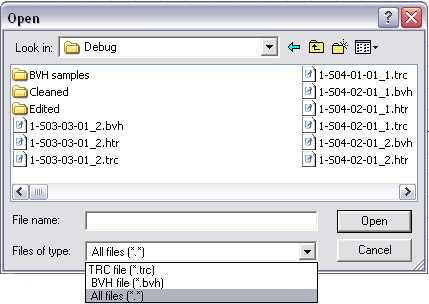 Open
Look in: Debug
BVH samples
Cleaned
Edited
1-S03-03-01_2.bvh
1-S03-03-01_2.htr
1-S03-03-01_2.trc
1-S04-01-01_1.trc
1-S04-02-01_1.bvh
1-S04-02-01_1.htr
1-S04-02-01_1.trc
1-S04-02-01_2.bvh
1-S04-02-01_2.htr
File name:
Open
Files of type: All files (*.*)
Cancel
TRC file (*.trc)
BVH file (*.bvh)
All files (*.*)